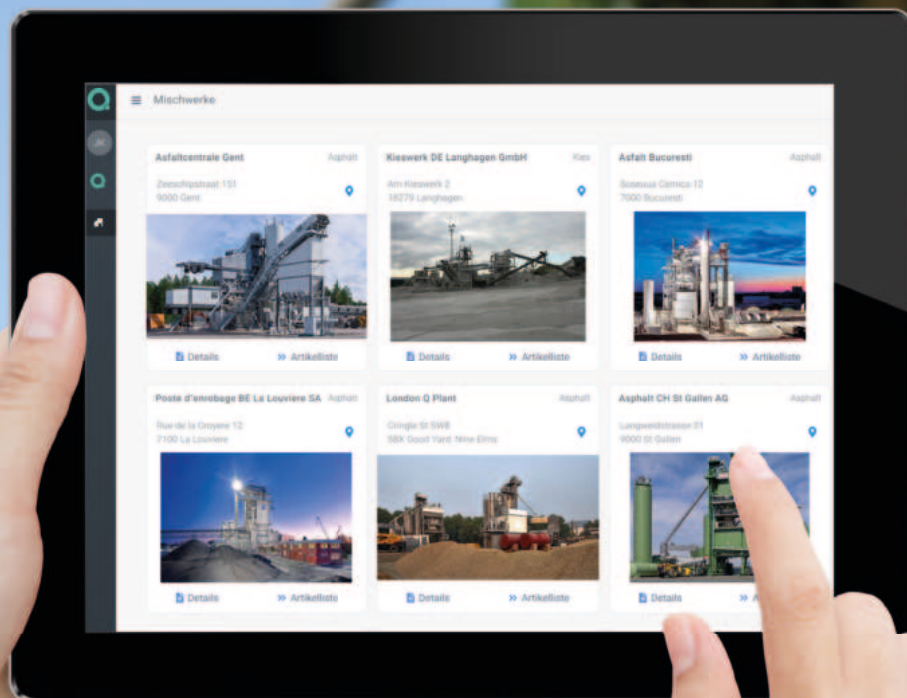 Mischwerke
Asfaltcentrale Gent Asphalt
Zeeschipstraat 151
9000 Gent
Details Artikelliste
Kieswerk DE Langhagen GmbH Kies
Am Kieswerk 2
18279 Langhagen
Details Artikelliste
Asfalt Bucuresti Asphalt
Soseaua Cernica 12
7000 Bucuresti
Details Artikelliste
Poste d'enrobage BE La Louviere SA Asphalt
Rue de la Croyere 12
7100 La Louviere
Details Artikelliste
London Q Plant Asphalt
Cringle St SW8
Good Yard. Nine Elms
Details Artikelliste
Asphalt CH St Gallen AG Asphalt
9000 St Gallen
Details